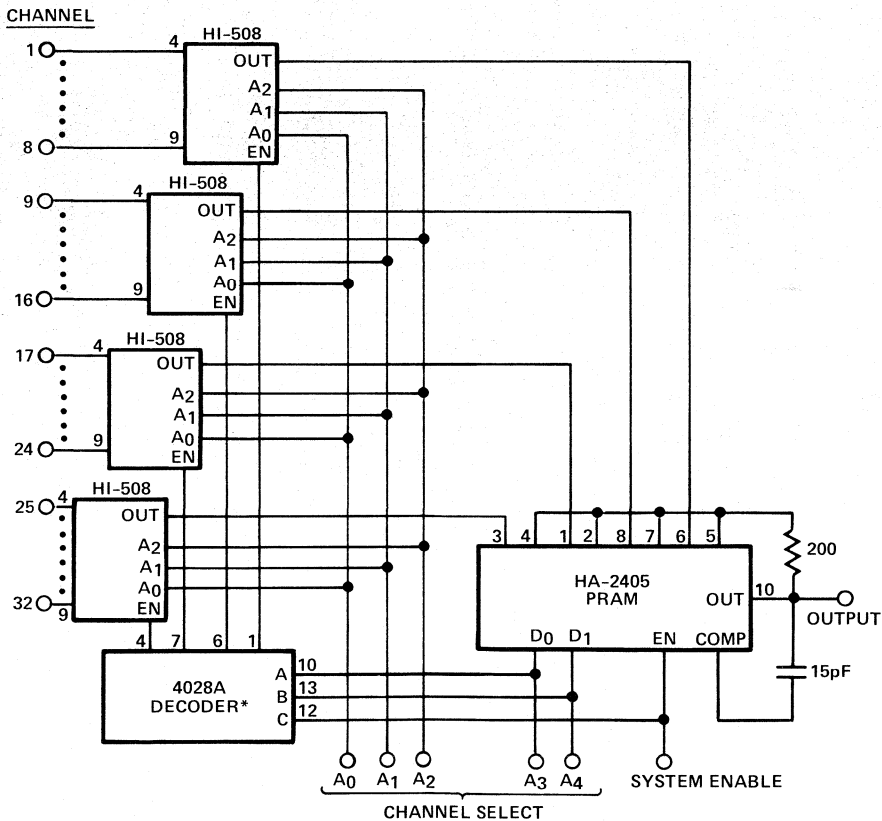 CHANNEL
HI-508
1 4 OUT
A2
A1
A0
8 9 EN
HI-508
9 4 OUT
A2
A1
A0
16 9 EN
HI-508
17 4 OUT
A2
A1
A0
24 9 EN
HI-508
25 4 OUT
A2
A1
A0
32 9 EN
3 4 1 2 8 7 6 5
200
HA-2405
PRAM
OUT 10
OUTPUT
D0 D1 EN COMP
15pF
4 7 6 1
4028A
DECODER*
A 10
B 13
C 12
A0 A1 A2 A3 A4
SYSTEM ENABLE
CHANNEL SELECT